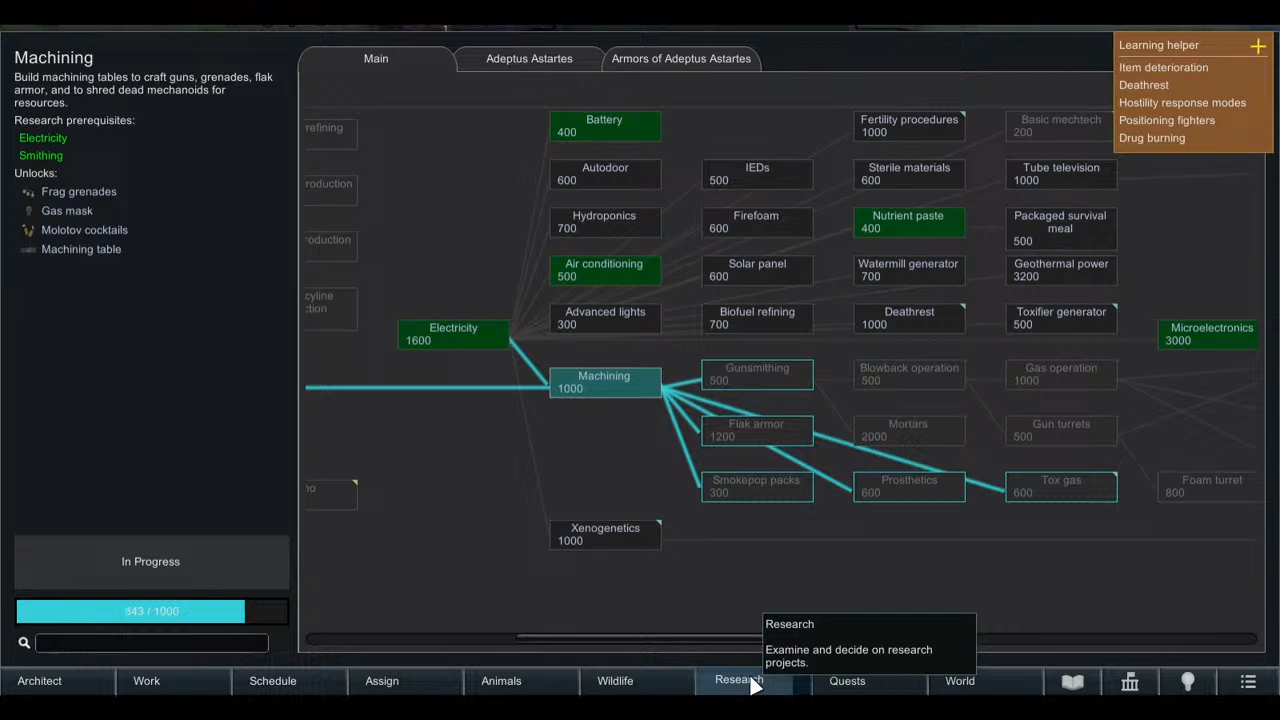 Machining
Build machining tables to craft guns, grenades, flak
armor, and to shred dead mechanoids for
resources.
Research prerequisites:
Electricity
Smithing
Unlocks:
Frag grenades
Gas mask
Molotov cocktails
Machining table
In Progress
/ 1000
Main
Adeptus Astartes
Armors of Adeptus Astartes
Learning helper
Item deterioration
Deathrest
Hostility response modes
Positioning fighters
Drug burning
refining
roduction
oduction
cyline
ction
Electricity
1600
Battery
400
Autodoor
600
Hydroponics
700
Air conditioning
500
Advanced lights
300
Machining
1000
Xenogenetics
1000
IEDs
500
Firefoam
600
Solar panel
600
Biofuel refining
700
Gunsmithing
500
Flak armor
1200
Smokepop packs
300
Fertility procedures
1000
Sterile materials
600
Nutrient paste
400
Watermill generator
700
Deathrest
1000
Blowback operation
500
Mortars
2000
Prosthetics
600
Basic mechtech
200
Tube television
1000
Packaged survival
meal
500
Geothermal power
3200
Toxifier generator
500
Gas operation
1000
Gun turrets
500
Tox gas
600
Microelectronics
3000
Foam turret
800
Research
Examine and decide on research
projects.
Architect
Work
Schedule
Assign
Animals
Wildlife
Research
Quests
World